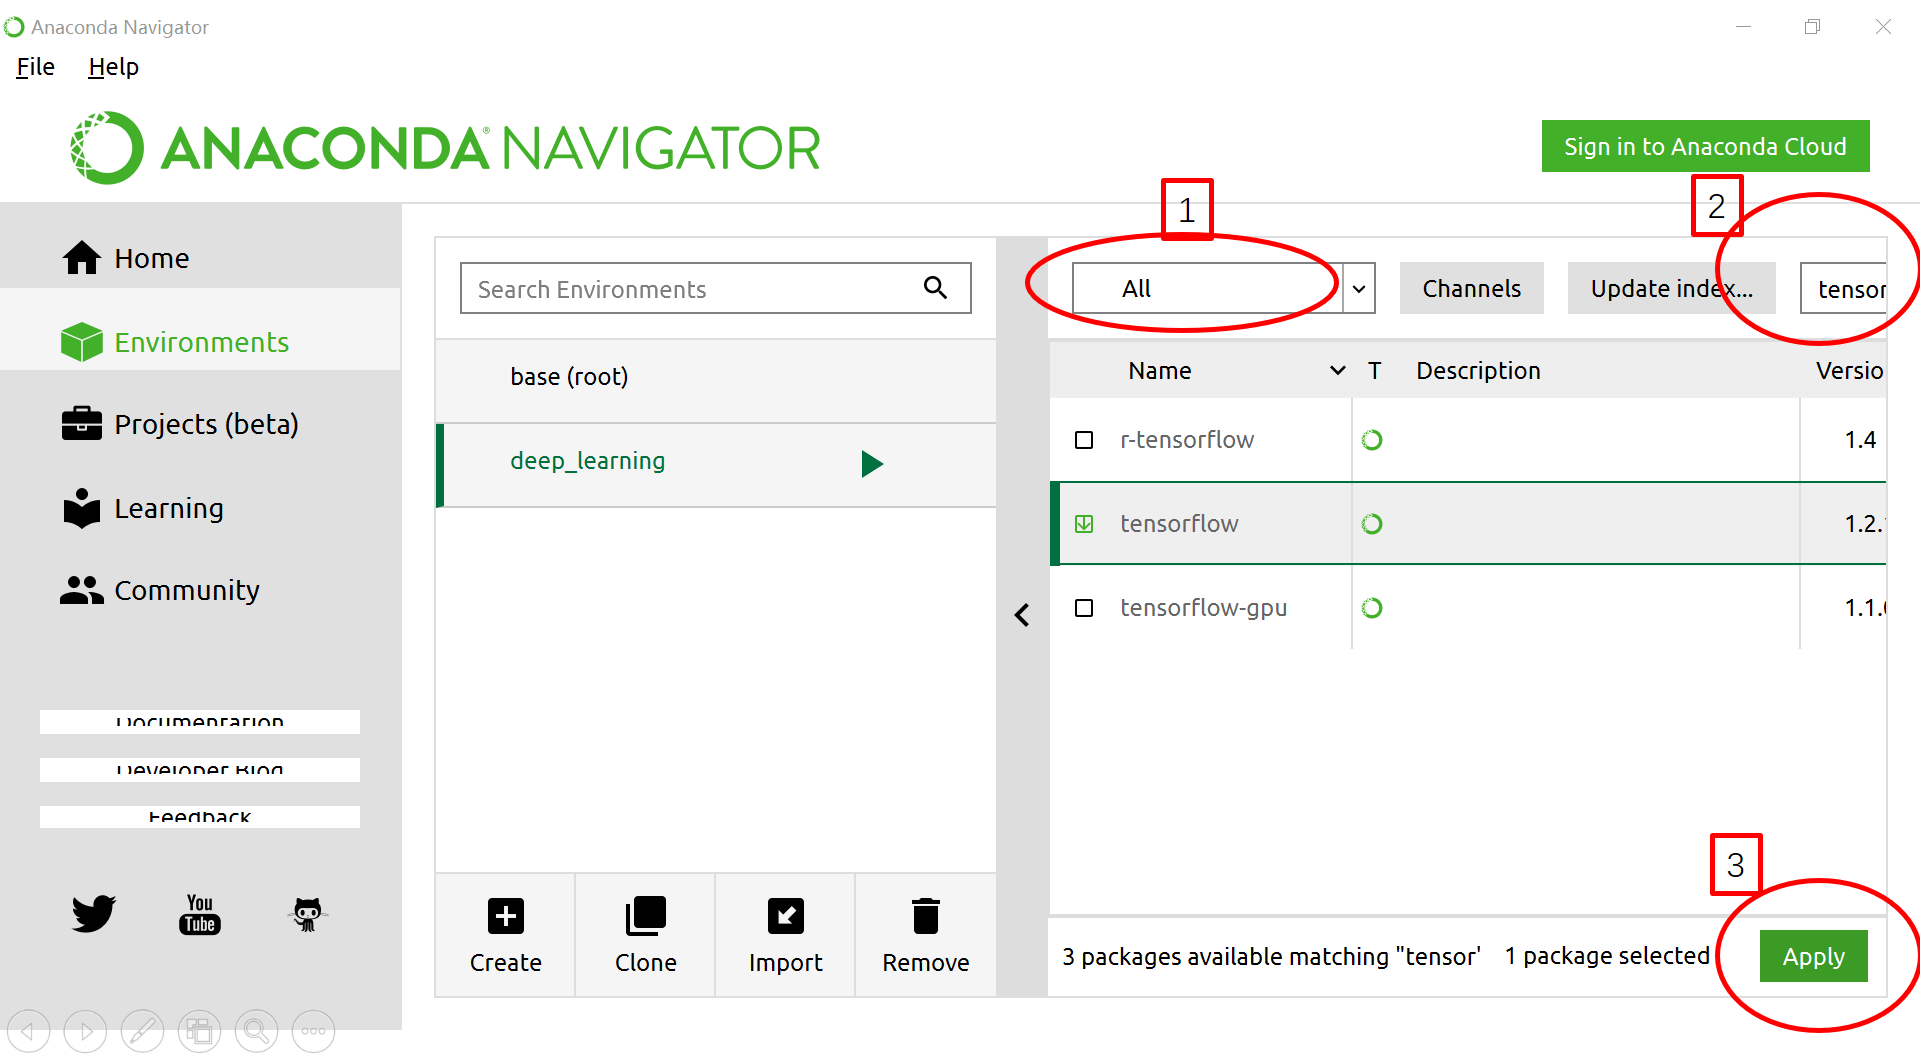 Anaconda Navigator
File Help
ANACONDA® NAVIGATOR
Sign in to Anaconda Cloud
1
2
Home
Environments
Projects (beta)
Learning
Community
Documentation
Developer Blog
Feedback
You
Tube
Search Environments
base (root)
deep_learning
Create Clone Import Remove
All Channels Update index... tensor
Name T Description Versio
r-tensorflow 1.4
tensorflow 1.2.
tensorflow-gpu 1.1.
3
3 packages available matching "tensor' 1 package selected Apply